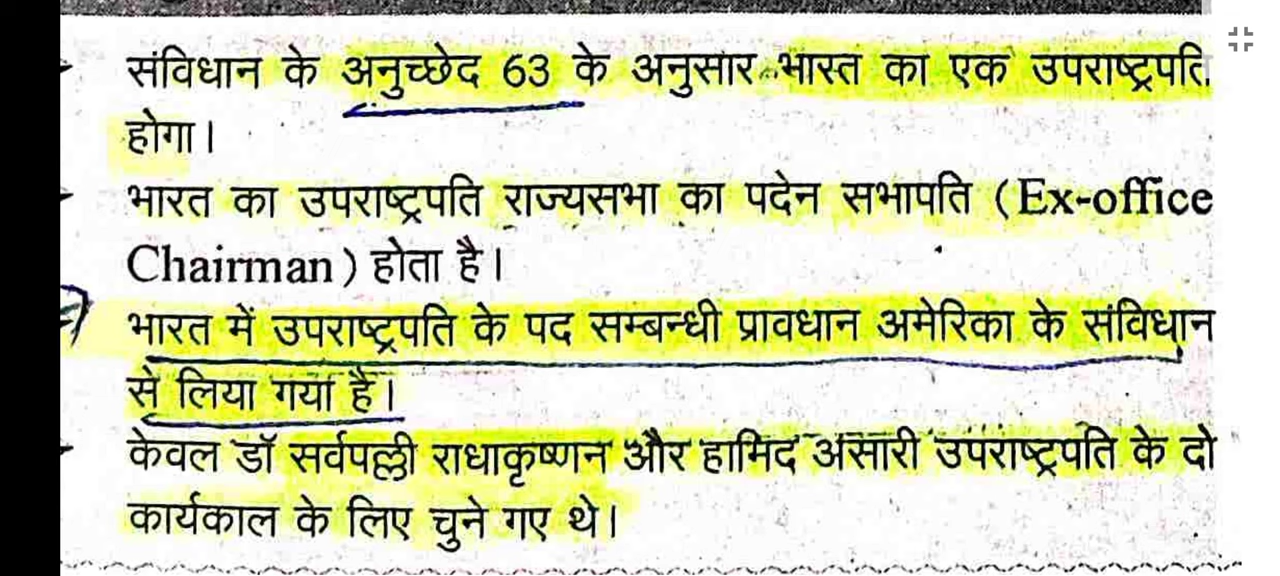 संविधान के अनुच्छेद 63 के अनुसार भारत का एक उपराष्ट्रपति
होगा।
भारत का उपराष्ट्रपति राज्यसभा का पदेन सभापति (Ex-office
Chairman) होता है।
भारत में उपराष्ट्रपति के पद सम्बन्धी प्रावधान अमेरिका के संविधान
से लिया गया है।
केवल डॉ सर्वपल्ली राधाकृष्णन और हामिद अंसारी उपराष्ट्रपति के दो
कार्यकाल के लिए चुने गए थे।